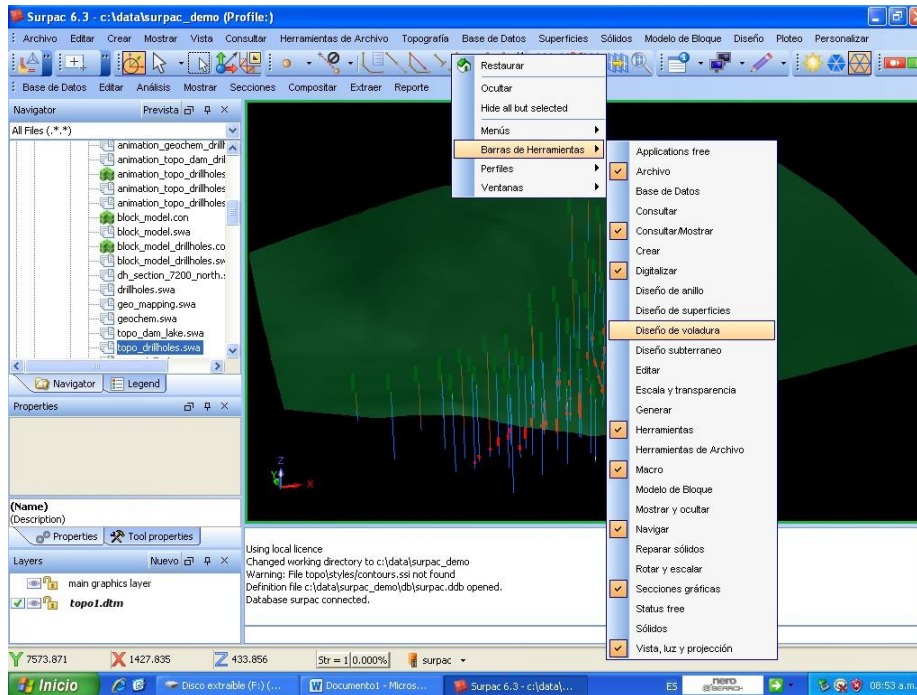 Surpac 6.3 - c:\data\surpac_demo (Profile:)
Archivo Editar Crear Mostrar Vista Consultar Herramientas de Archivo Topografía Base de Datos Superficies Sólidos Modelo de Bloque Diseño Ploteo Personalizar
Base de Datos Editar Análisis Mostrar Secciones Compositar Extraer Reporte
Restaurar
Ocultar
Hide all but selected
Menús
Barras de Herramientas
Perfiles
Ventanas
Applications free
Archivo
Base de Datos
Consultar
Consultar/Mostrar
Crear
Digitalizar
Diseño de anillo
Diseño de superficies
Diseño de voladura
Diseño subterraneo
Editar
Escala y transparencia
Generar
Herramientas
Herramientas de Archivo
Macro
Modelo de Bloque
Mostrar y ocultar
Navigar
Reparar sólidos
Rotar y escalar
Secciones gráficas
Status free
Sólidos
Vista, luz y projección
Navigator Prevista
All Files (.*.*)
animation_geochem_drill
animation_topo_dam_dril
animation_topo_drillholes
animation_topo_drillholes
animation_topo_drillholes
block_model.con
block_model.swa
block_model_drillholes.co
block_model_drillholes.sw
dh_section_7200_north.
drillholes.swa
geo_mapping.swa
geochem.swa
topo_dam_lake.swa
topo_drillholes.swa
Navigator Legend
Properties
(Name)
(Description)
Properties Tool properties
Layers Nuevo
main graphics layer
topo1.dtm
Z
Y X
Using local licence
Changed working directory to c:\data\surpac_demo
Warning: File topo\styles/contours.ssi not found
Definition file c:\data\surpac_demo\db\surpac.ddb opened.
Database surpac connected.
Y 7573.871 X 1427.835 Z 433.856 Str = 1 0.000% surpac
Inicio Disco extraíble (F:) (... Documento1 - Micros... Surpac 6.3 - c:\data\... ES nero SEARCH 08:53 a.m.